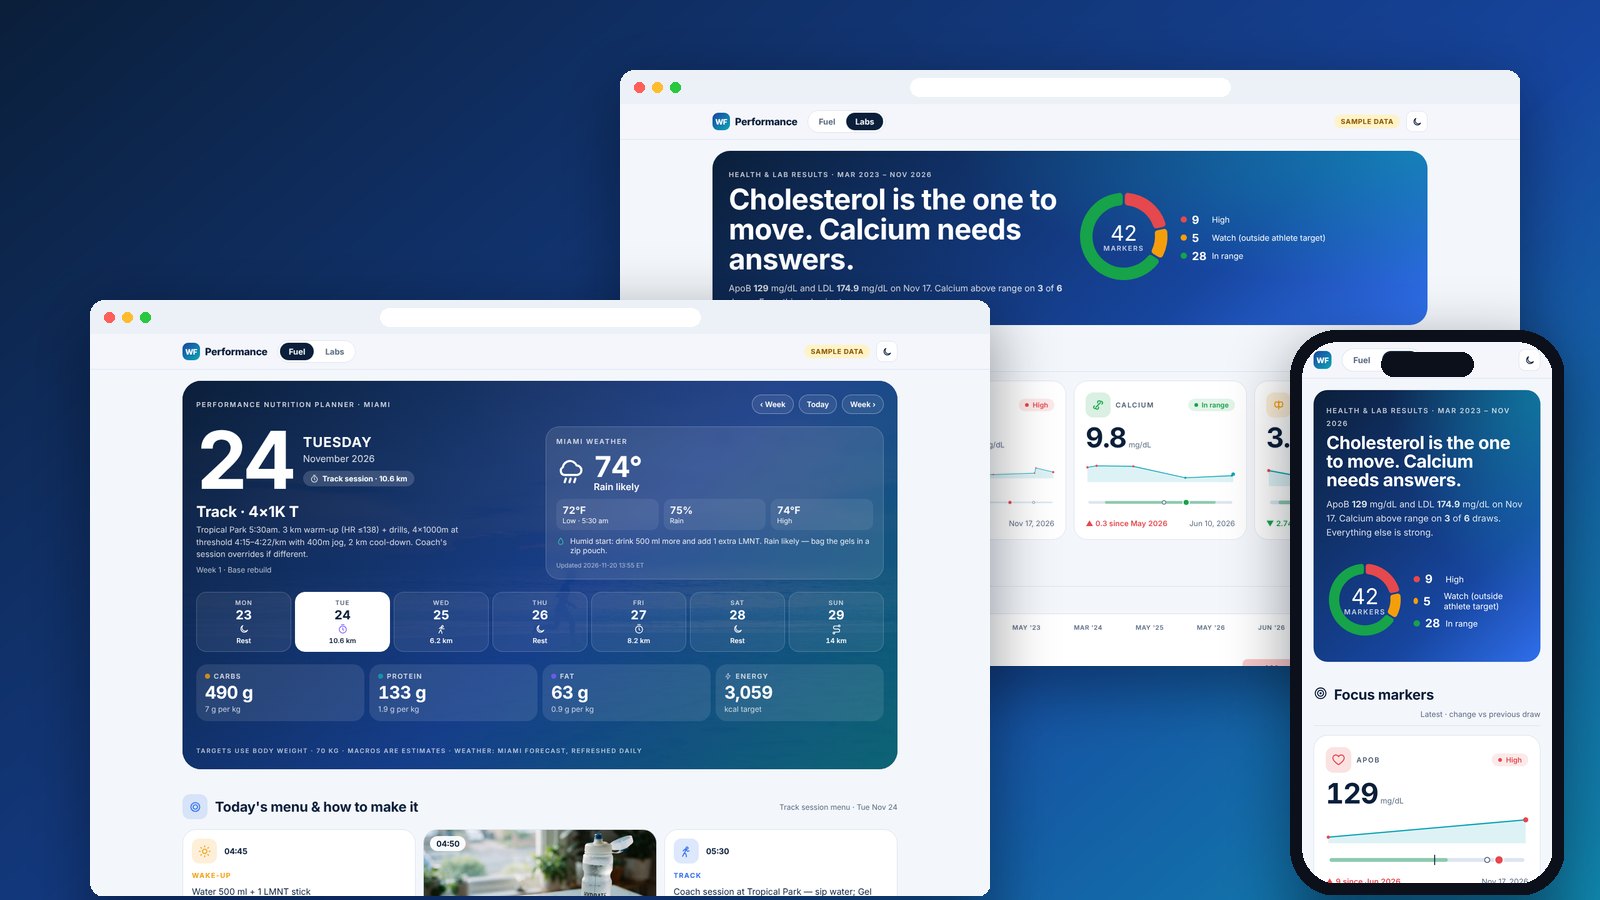 WF Performance Fuel Labs
SAMPLE DATA
HEALTH & LAB RESULTS · MAR 2023 – NOV 2026
Cholesterol is the one to
move. Calcium needs
answers.
ApoB 129 mg/dL and LDL 174.9 mg/dL on Nov 17. Calcium above range on 3 of 6
42
MARKERS
9 High
5 Watch (outside athlete target)
28 In range
High
Nov 17, 2026
CALCIUM
In range
9.8 mg/dL
▲ 0.3 since May 2026
Jun 10, 2026
3.
MAY '23
MAR '24
MAY '25
MAY '26
JUN '26
WF Performance Fuel Labs
SAMPLE DATA
PERFORMANCE NUTRITION PLANNER · MIAMI
‹ Week
Today
Week ›
24
TUESDAY
November 2026
Track session · 10.6 km
Track · 4×1K T
Tropical Park 5:30am. 3 km warm-up (HR ≤138) + drills, 4×1000m at
threshold 4:15–4:22/km with 400m jog, 2 km cool-down. Coach's
session overrides if different.
Week 1 · Base rebuild
MIAMI WEATHER
74°
Rain likely
72°F
Low · 5:30 am
75%
Rain
74°F
High
Humid start: drink 500 ml more and add 1 extra LMNT. Rain likely — bag the gels in a
zip pouch.
Updated 2026-11-20 13:55 ET
MON
23
Rest
TUE
24
10.6 km
WED
25
6.2 km
THU
26
Rest
FRI
27
8.2 km
SAT
28
Rest
SUN
29
14 km
CARBS
490 g
7 g per kg
PROTEIN
133 g
1.9 g per kg
FAT
63 g
0.9 g per kg
ENERGY
3,059
kcal target
TARGETS USE BODY WEIGHT · 70 KG · MACROS ARE ESTIMATES · WEATHER: MIAMI FORECAST, REFRESHED DAILY
Today's menu & how to make it
Track session menu · Tue Nov 24
04:45
WAKE-UP
Water 500 ml + 1 LMNT stick
04:50
05:30
TRACK
Coach session at Tropical Park — sip water; Gel
WF Fuel
HEALTH & LAB RESULTS · MAR 2023 – NOV
2026
Cholesterol is the one
to move. Calcium
needs answers.
ApoB 129 mg/dL and LDL 174.9 mg/dL on Nov
17. Calcium above range on 3 of 6 draws.
Everything else is strong.
42
MARKERS
9 High
5 Watch (outside
athlete target)
28 In range
Focus markers
Latest · change vs previous draw
APOB
High
129 mg/dL
▲ 9 since Jun 2026
Nov 17, 2026